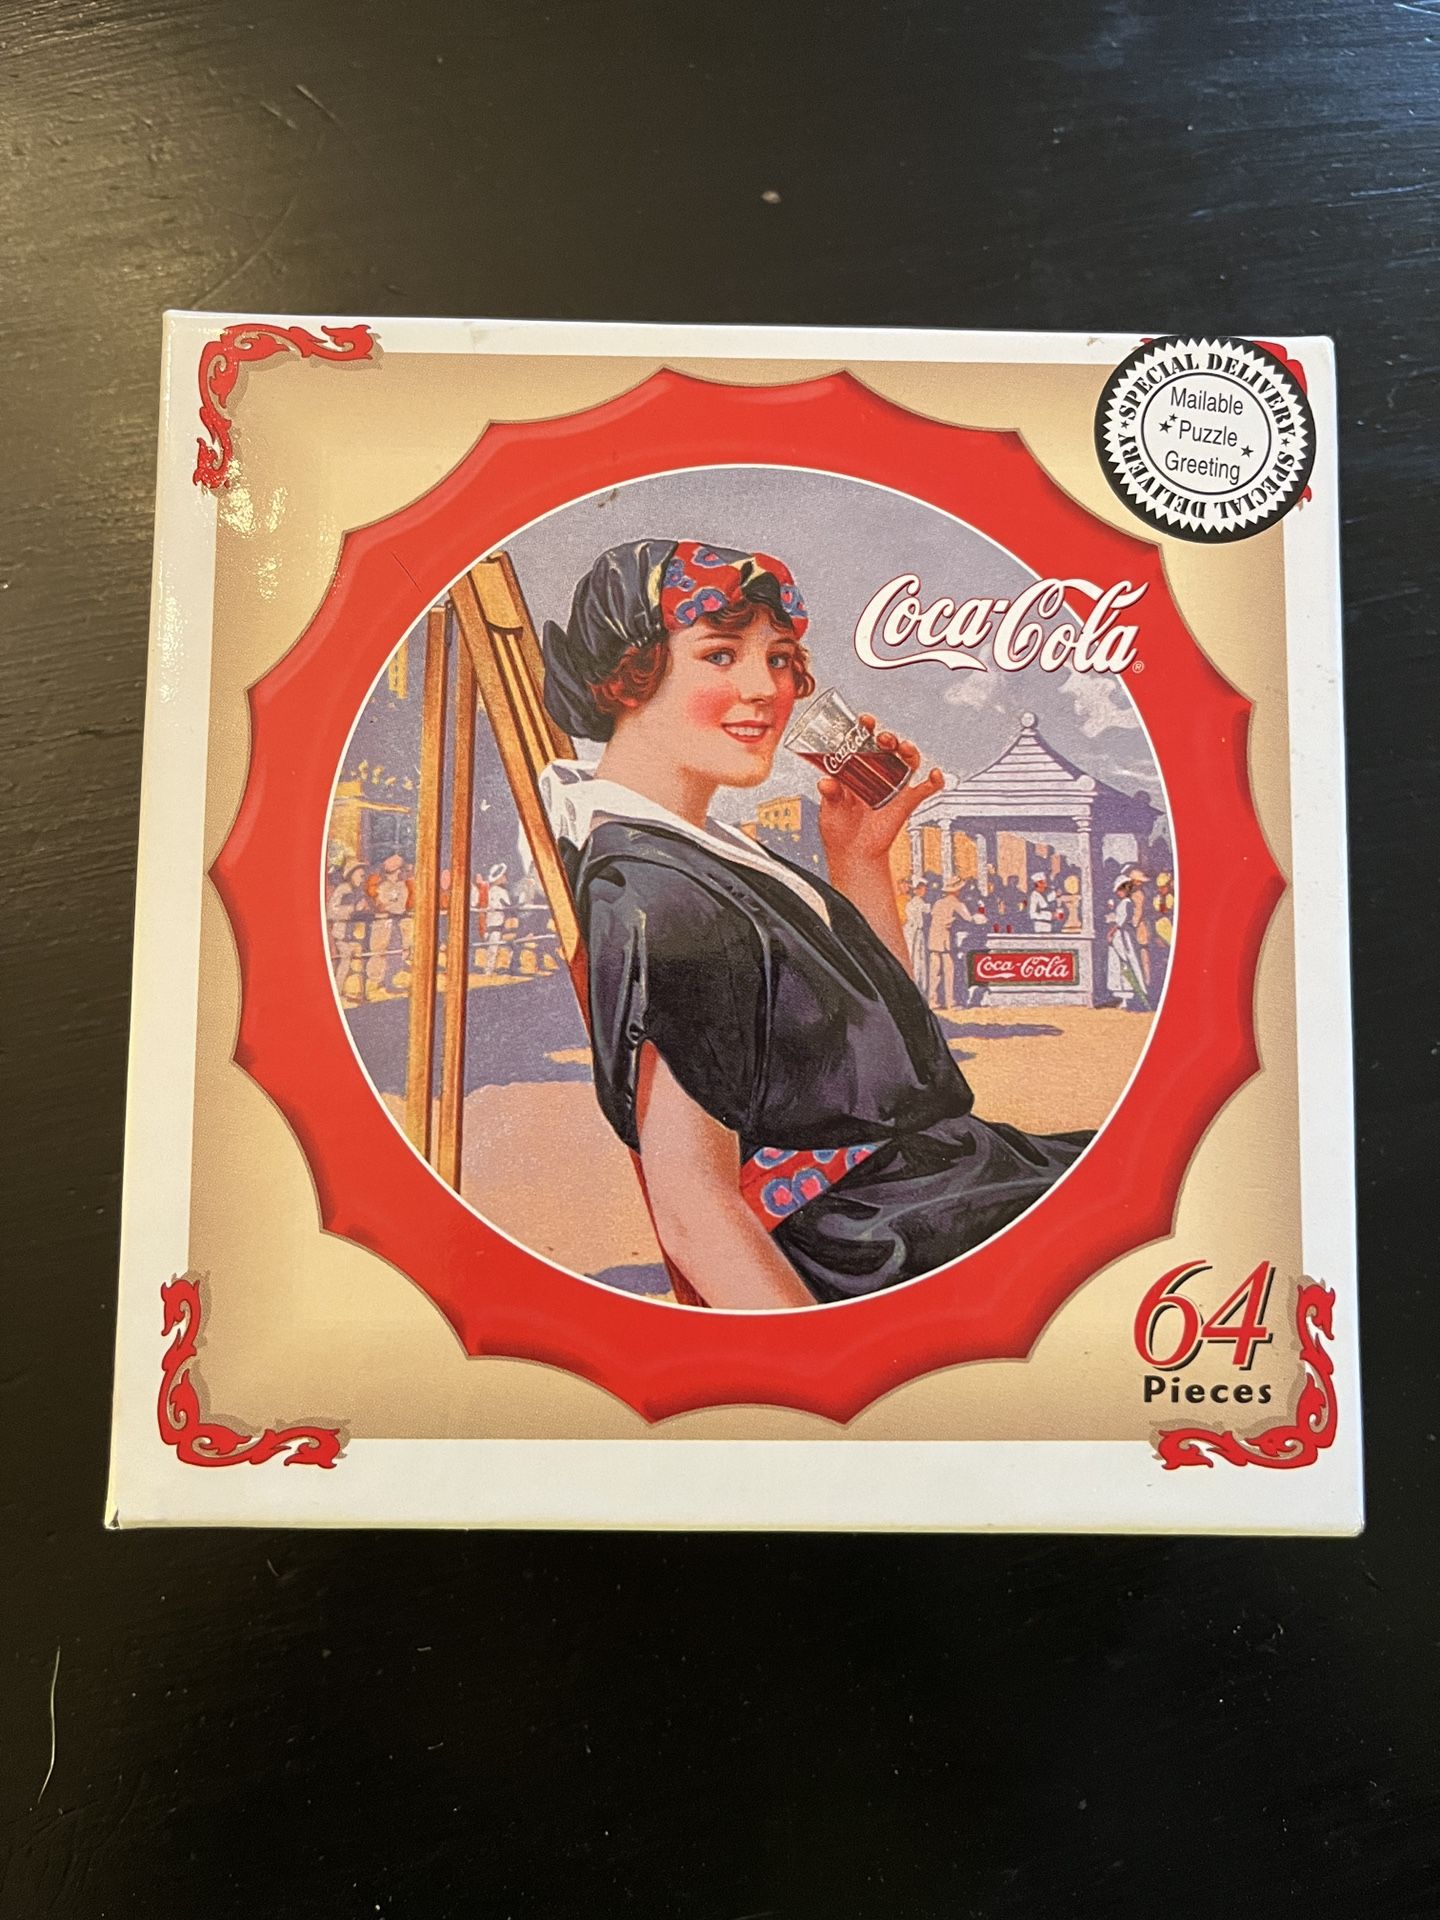 SPECIAL DELIVERY ★ SPECIAL DELIVERY ★
Mailable
Puzzle
Greeting
Coca-Cola®
Coca-Cola
Coca-Cola
64
Pieces